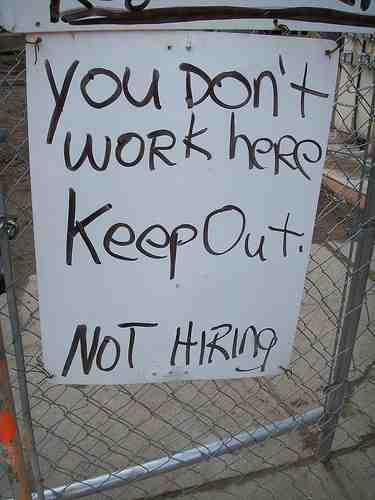 you Don't
work here
Keep Out.
NOT HIRING